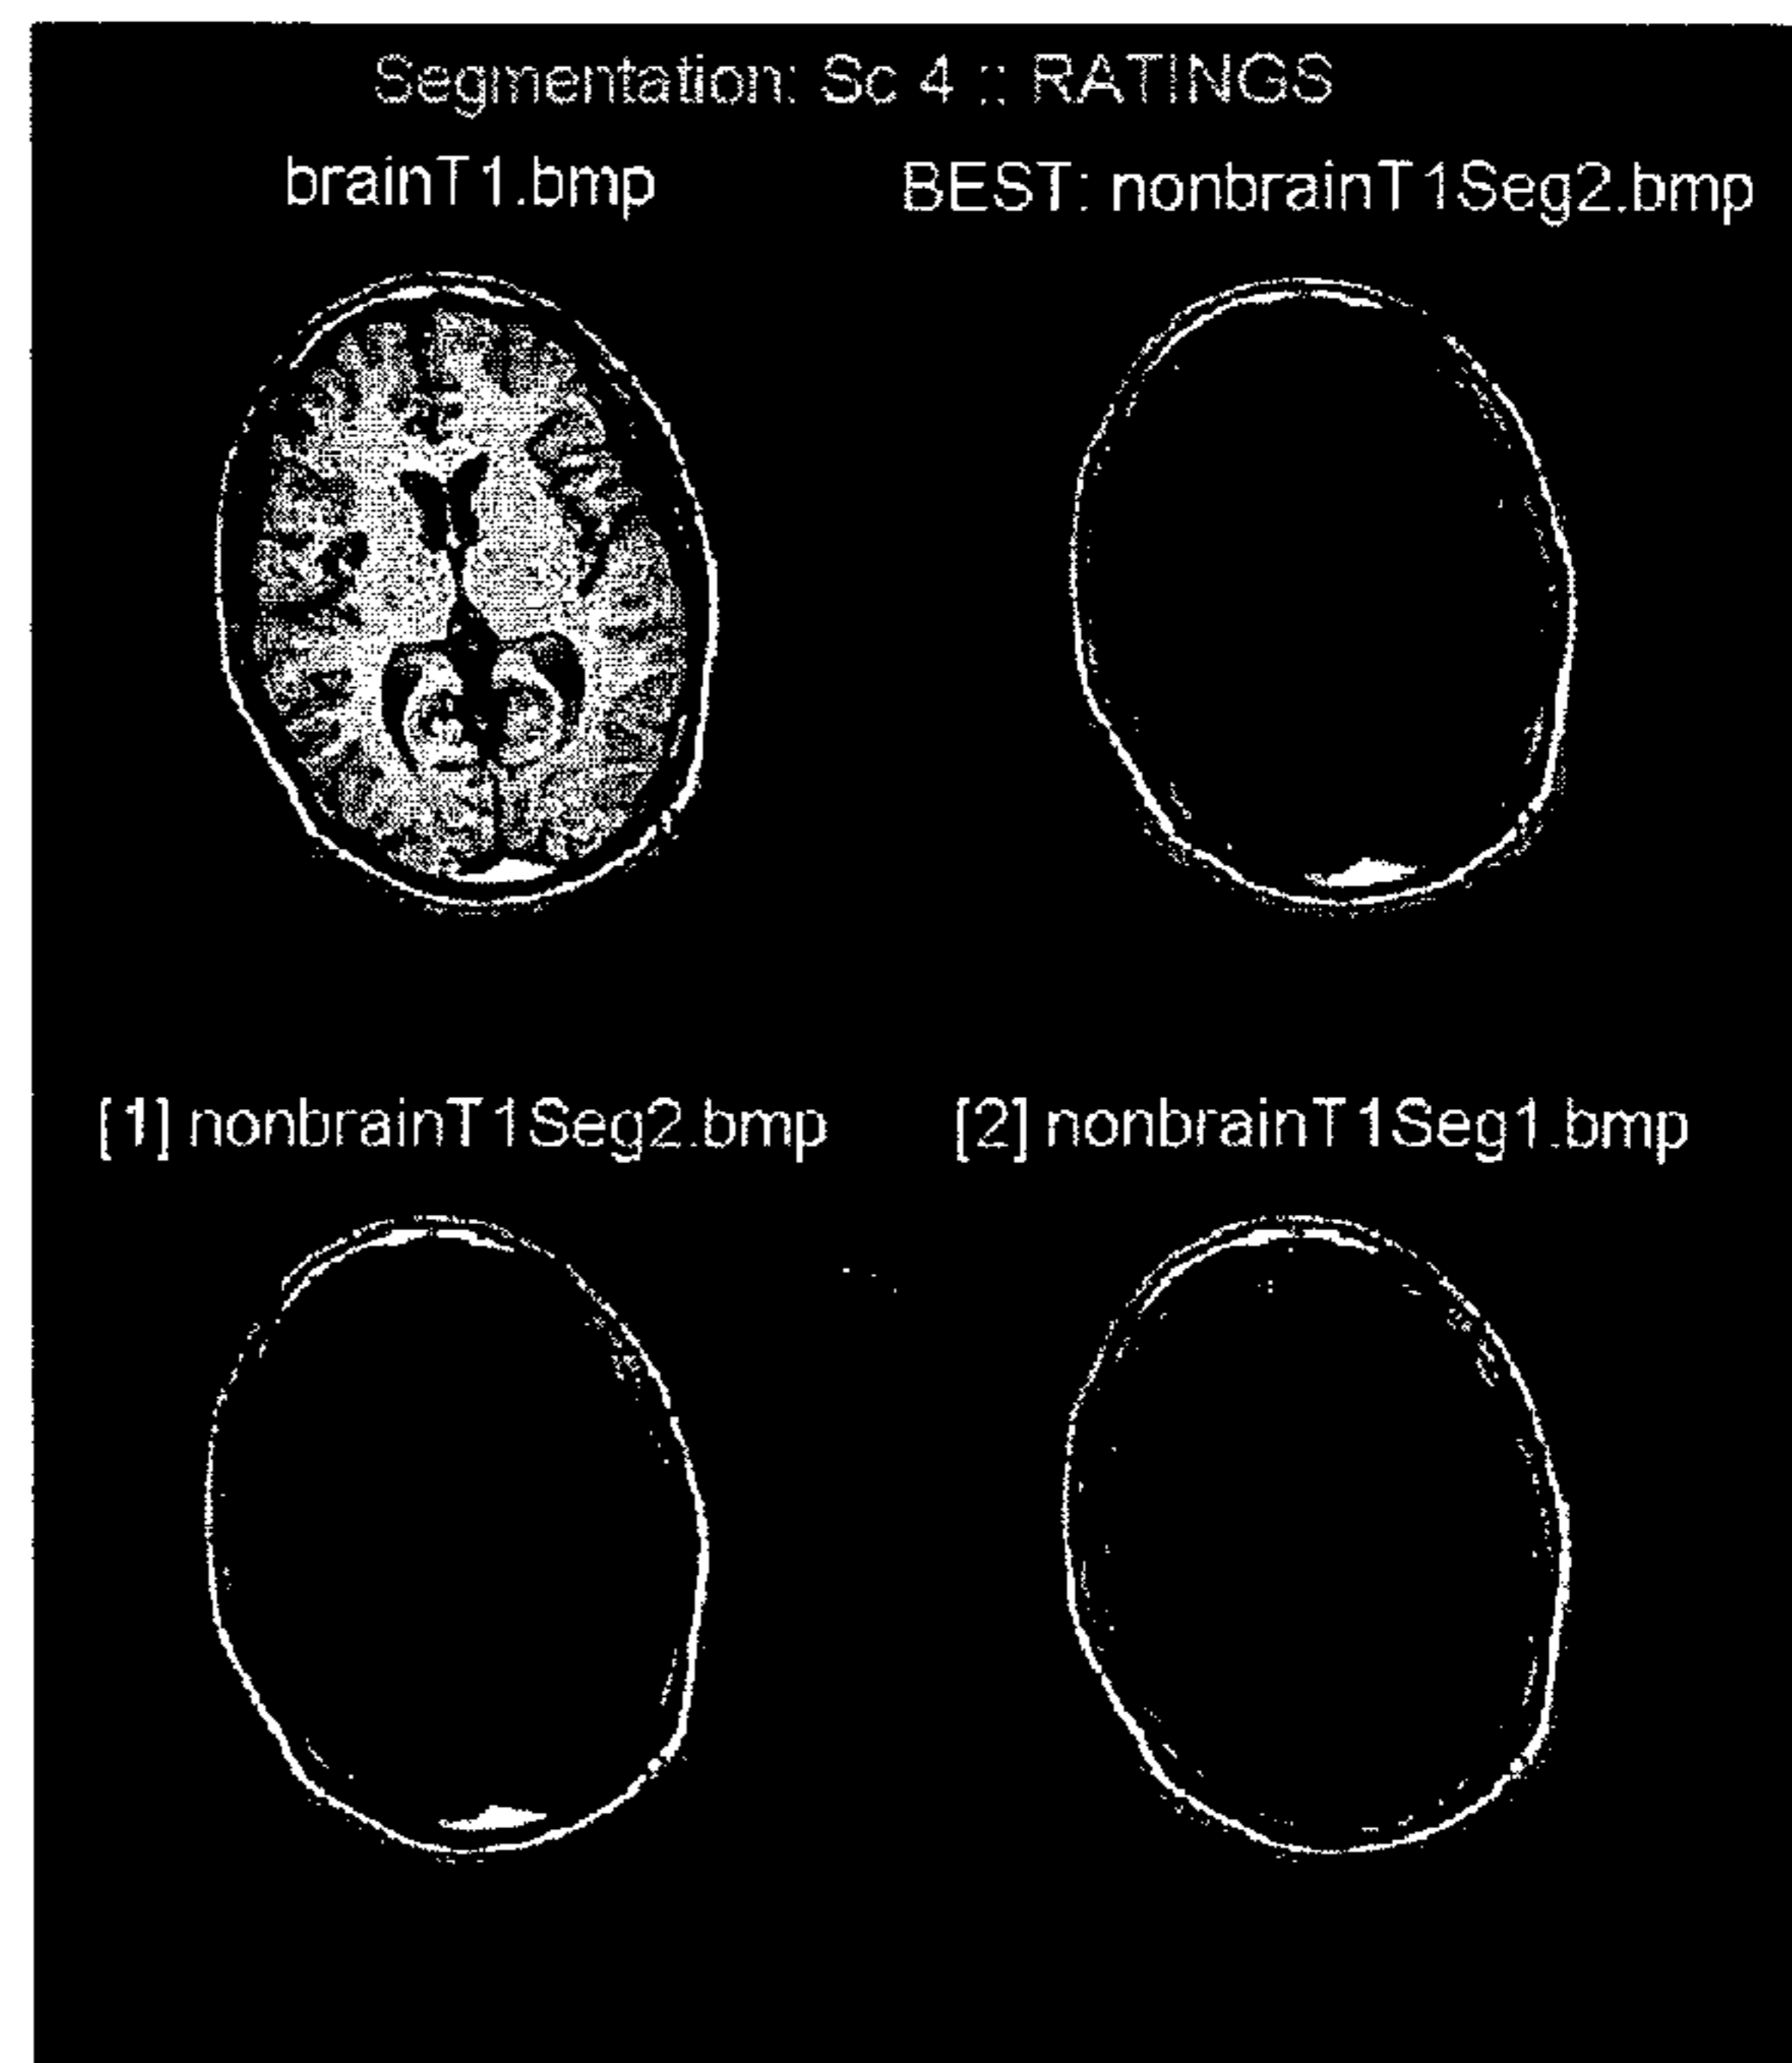 Segmentation: Sc 4 :: RATINGS
brainT1.bmp
BEST: nonbrainT1Seg2.bmp
[1] nonbrainT1Seg2.bmp
[2] nonbrainT1Seg1.bmp